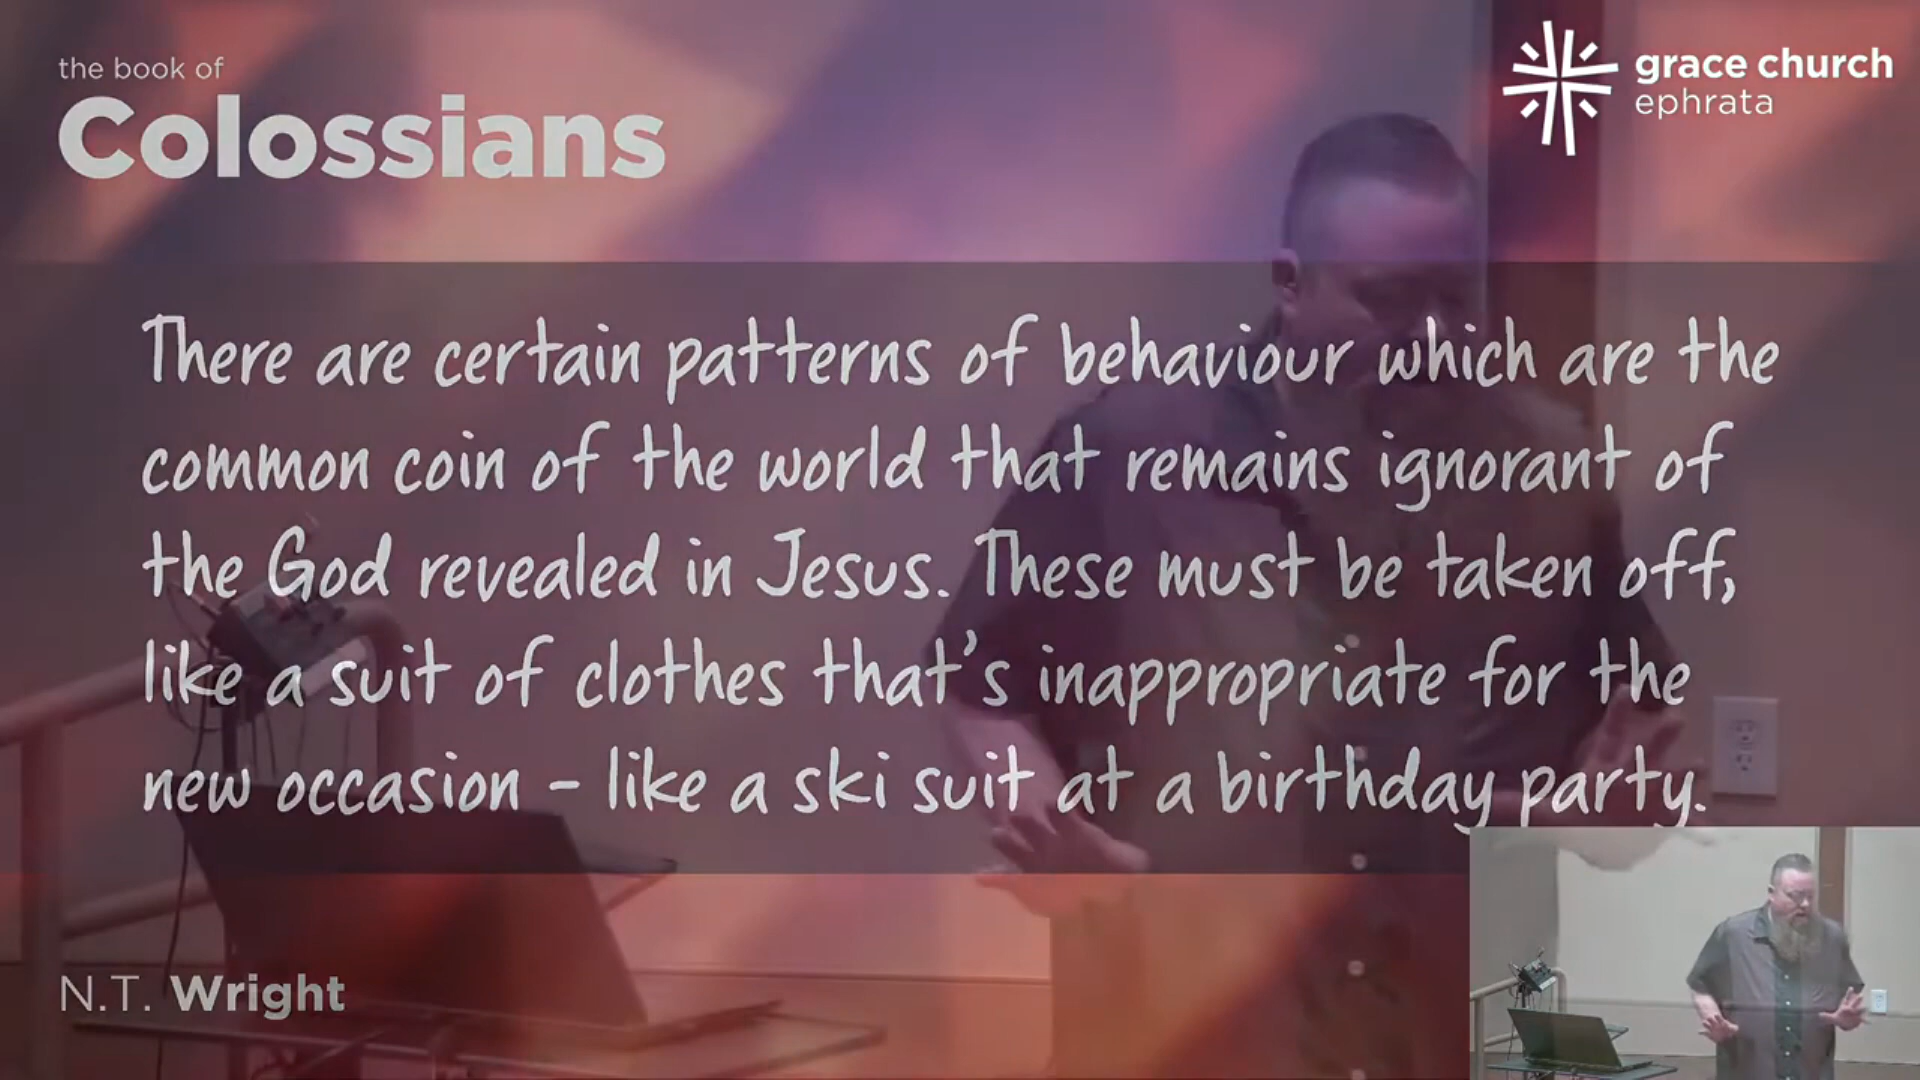 the book of
Colossians
grace church
ephrata
There are certain patterns of behaviour which are the
common coin of the world that remains ignorant of
the God revealed in Jesus. These must be taken off,
like a suit of clothes that's inappropriate for the
new occasion - like a ski suit at a birthday party.
N.T. Wright